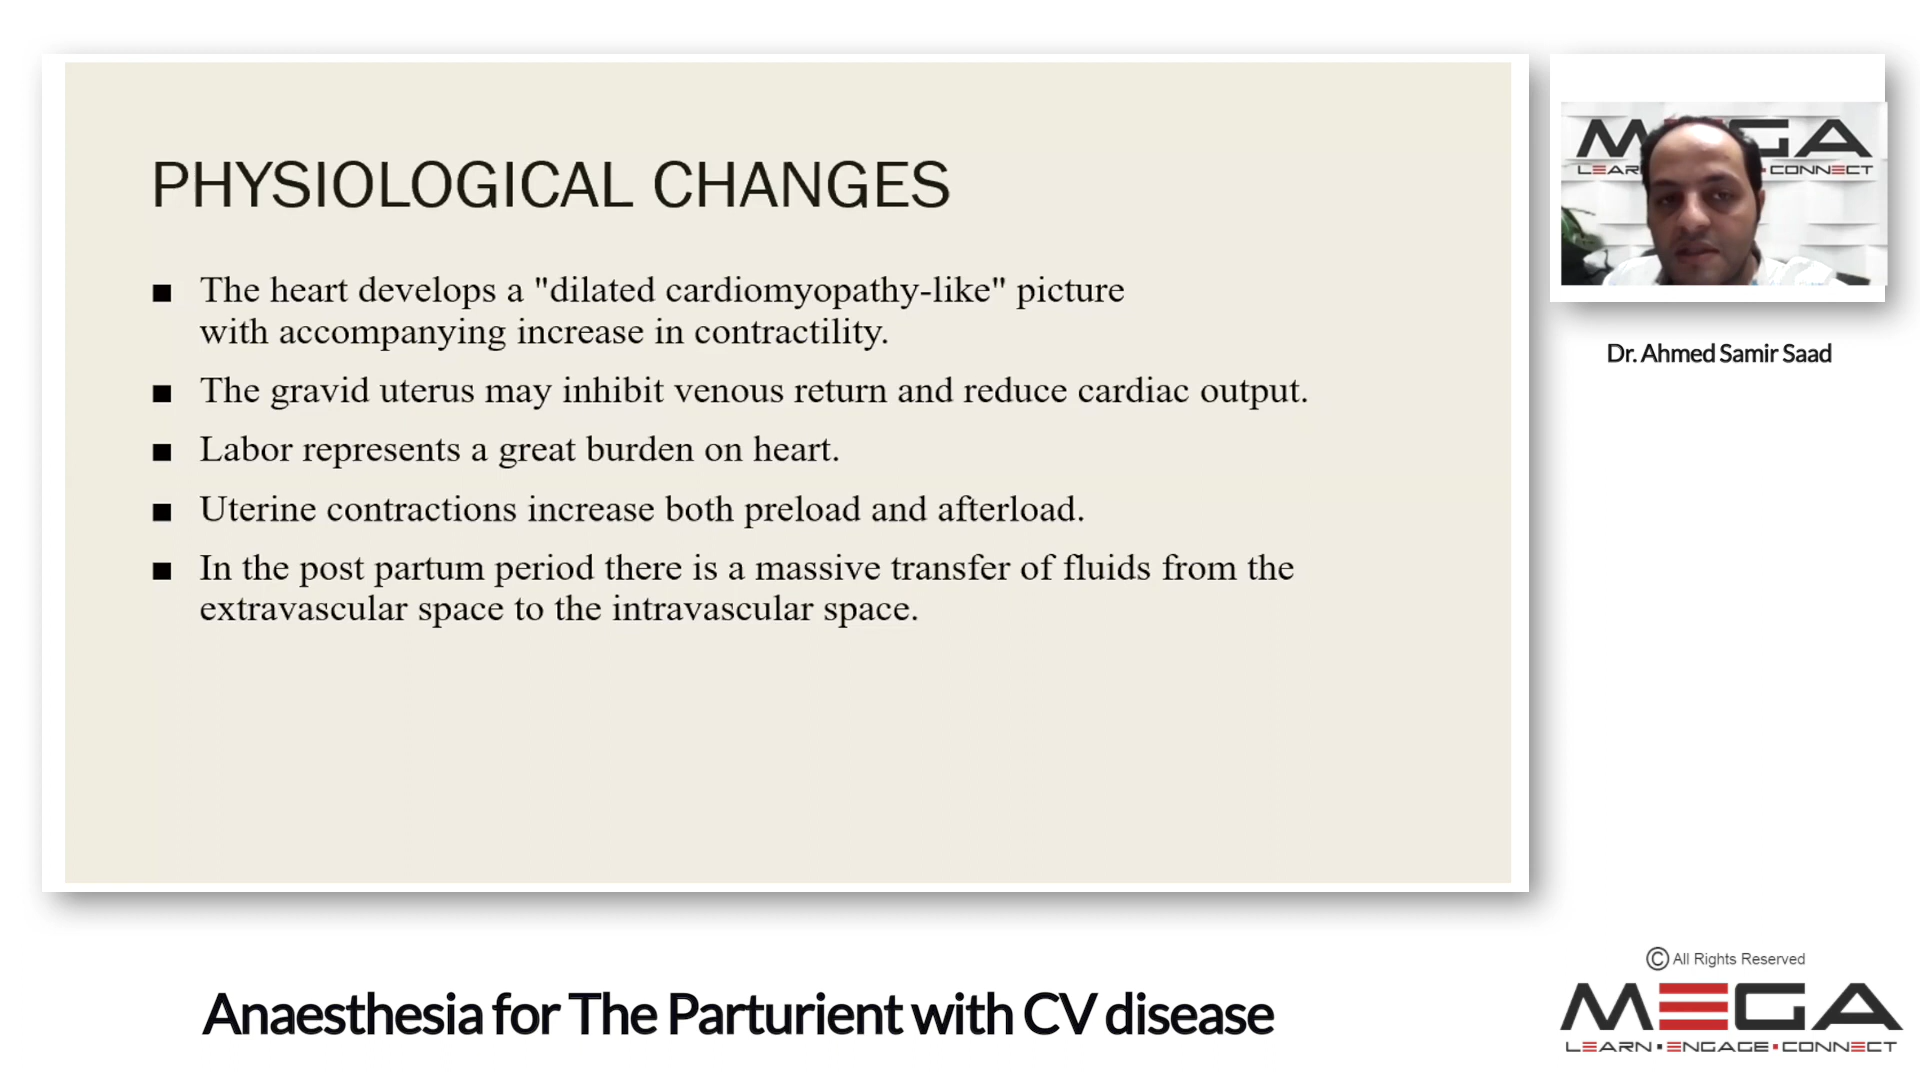 PHYSIOLOGICAL CHANGES
■ The heart develops a "dilated cardiomyopathy-like" picture
with accompanying increase in contractility.
■ The gravid uterus may inhibit venous return and reduce cardiac output.
■ Labor represents a great burden on heart.
■ Uterine contractions increase both preload and afterload.
■ In the post partum period there is a massive transfer of fluids from the
extravascular space to the intravascular space.
M GA
LEAR CONNECT
Dr. Ahmed Samir Saad
Anaesthesia for The Parturient with CV disease
© All Rights Reserved
MEGA
LEARN ▪ ENGAGE ▪ CONNECT